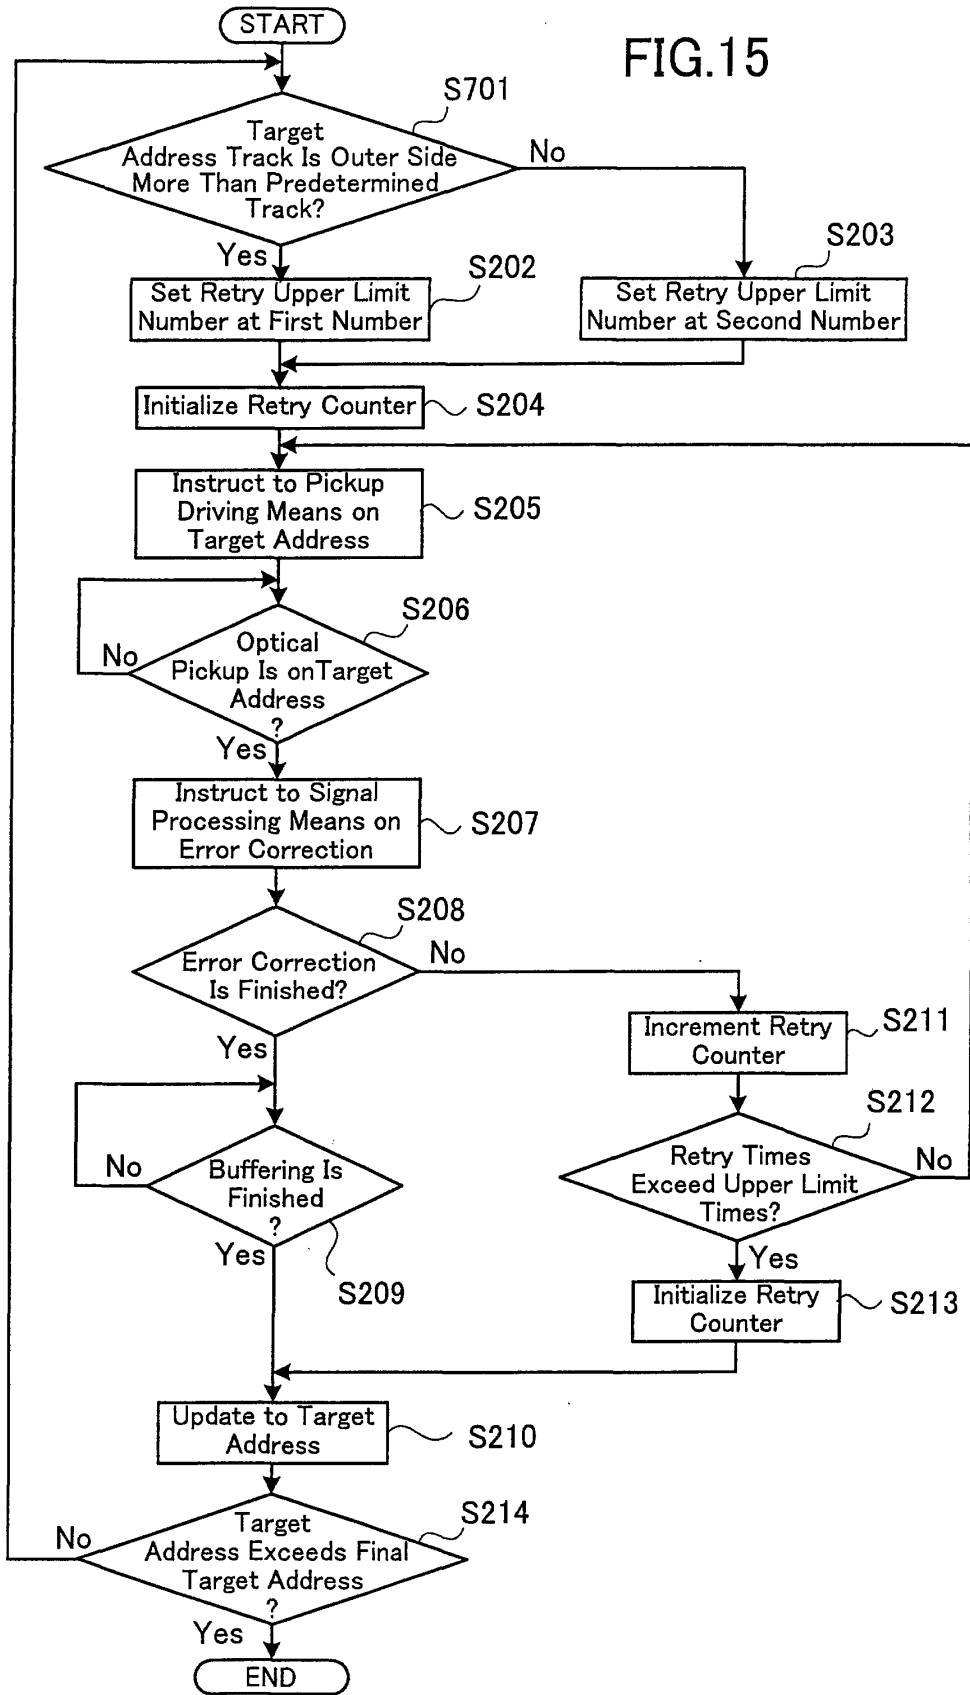 START
FIG.15
S701
Target
Address Track Is Outer Side
More Than Predetermined
Track?
No
Yes
S202
Set Retry Upper Limit
Number at First Number
S203
Set Retry Upper Limit
Number at Second Number
Initialize Retry Counter
S204
Instruct to Pickup
Driving Means on
Target Address
S205
S206
Optical
Pickup Is onTarget
Address
?
No
Yes
Instruct to Signal
Processing Means on
Error Correction
S207
S208
Error Correction
Is Finished?
No
Yes
Increment Retry
Counter
S211
S212
Retry Times
Exceed Upper Limit
Times?
No
Yes
Buffering Is
Finished
?
No
Yes
S209
Initialize Retry
Counter
S213
Update to Target
Address
S210
S214
Target
Address Exceeds Final
Target Address
?
No
Yes
END